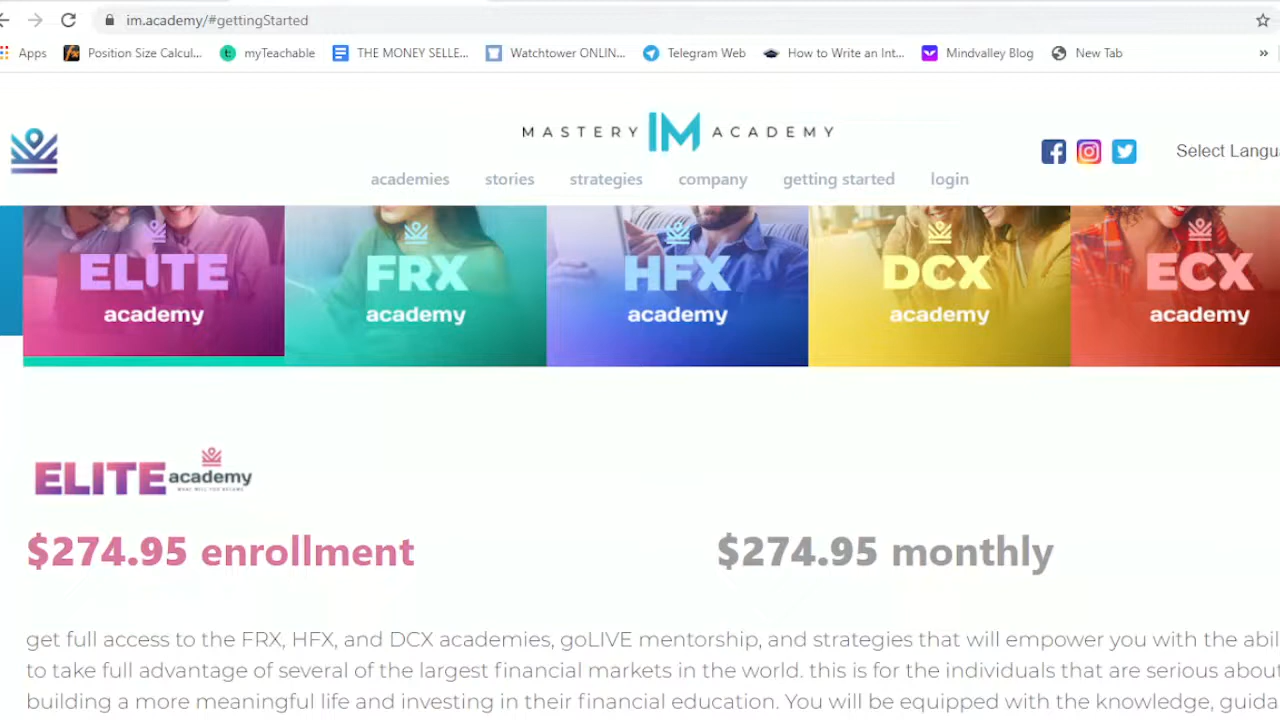 im.academy/#gettingStarted
Apps Position Size Calcul... myTeachable THE MONEY SELLE... Watchtower ONLIN... Telegram Web How to Write an Int... Mindvalley Blog New Tab »
MASTERY IM ACADEMY
Select Langu
academies stories strategies company getting started login
ELITE academy
FRX academy
HFX academy
DCX academy
ECX academy
ELITE academy
$274.95 enrollment $274.95 monthly
get full access to the FRX, HFX, and DCX academies, goLIVE mentorship, and strategies that will empower you with the abil
to take full advantage of several of the largest financial markets in the world. this is for the individuals that are serious about
building a more meaningful life and investing in their financial education. You will be equipped with the knowledge, guida